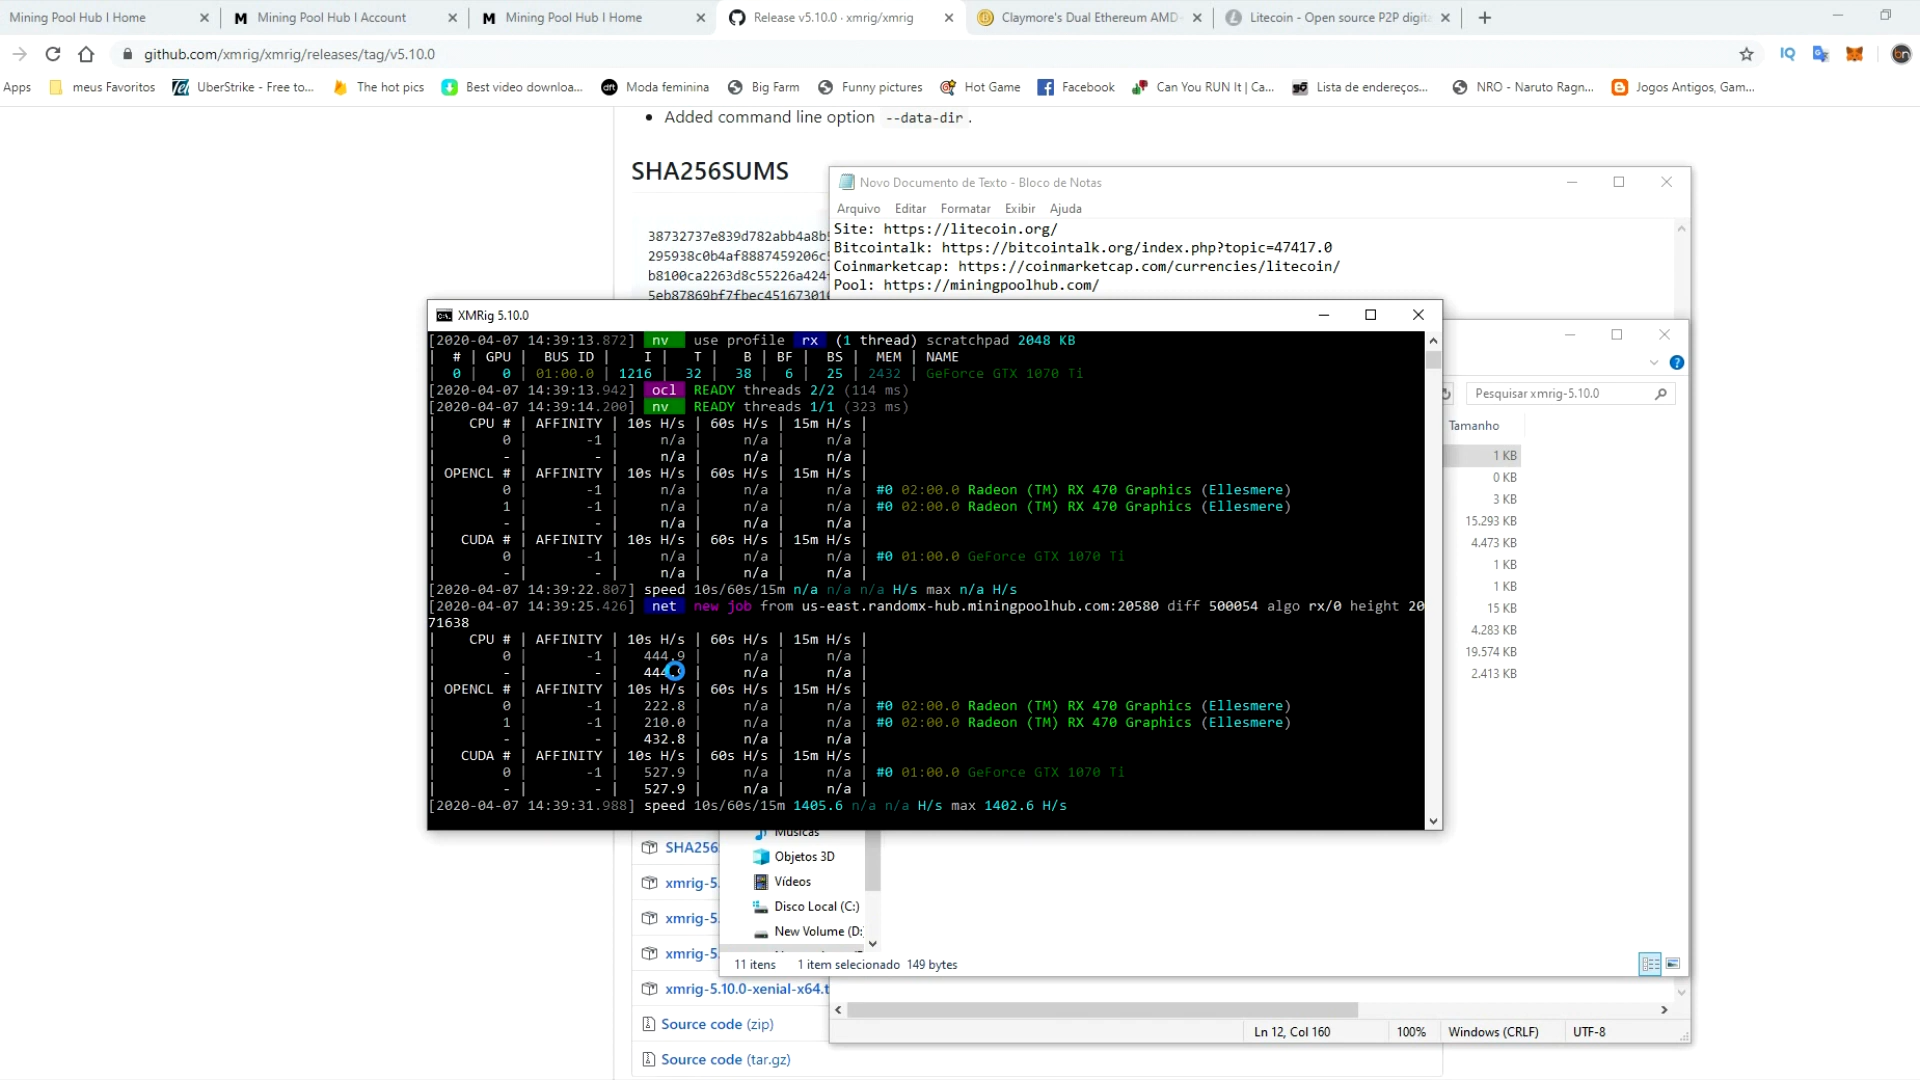 Mining Pool Hub | Home
Mining Pool Hub | Account
Mining Pool Hub | Home
Release v5.10.0 · xmrig/xmrig
Claymore's Dual Ethereum AMD
Litecoin - Open source P2P digita
github.com/xmrig/xmrig/releases/tag/v5.10.0
Apps
meus Favoritos
UberStrike - Free to...
The hot pics
Best video downloa...
Moda feminina
Big Farm
Funny pictures
Hot Game
Facebook
Can You RUN It | Ca...
Lista de endereços...
NRO - Naruto Ragn...
Jogos Antigos, Gam...
Added command line option --data-dir.
SHA256SUMS
38732737e839d782abb4a8b
295938c0b4af8887459206c
b8100ca2263d8c55226a424
5eb87869bf7fbec45167301
Novo Documento de Texto - Bloco de Notas
Arquivo Editar Formatar Exibir Ajuda
Site: https://litecoin.org/
Bitcointalk: https://bitcointalk.org/index.php?topic=47417.0
Coinmarketcap: https://coinmarketcap.com/currencies/litecoin/
Pool: https://miningpoolhub.com/
XMRig 5.10.0
[2020-04-07 14:39:13.872] nv use profile rx (1 thread) scratchpad 2048 KB
| # | GPU | BUS ID | I | T | B | BF | BS | MEM | NAME
| 0 | 0 | 01:00.0 | 1216 | 32 | 38 | 6 | 25 | 2432 | GeForce GTX 1070 Ti
[2020-04-07 14:39:13.942] ocl READY threads 2/2 (114 ms)
[2020-04-07 14:39:14.200] nv READY threads 1/1 (323 ms)
| CPU # | AFFINITY | 10s H/s | 60s H/s | 15m H/s |
| 0 | -1 | n/a | n/a | n/a |
| - | - | n/a | n/a | n/a |
| OPENCL # | AFFINITY | 10s H/s | 60s H/s | 15m H/s |
| 0 | -1 | n/a | n/a | n/a | #0 02:00.0 Radeon (TM) RX 470 Graphics (Ellesmere)
| 1 | -1 | n/a | n/a | n/a | #0 02:00.0 Radeon (TM) RX 470 Graphics (Ellesmere)
| - | - | n/a | n/a | n/a |
| CUDA # | AFFINITY | 10s H/s | 60s H/s | 15m H/s |
| 0 | -1 | n/a | n/a | n/a | #0 01:00.0 GeForce GTX 1070 Ti
| - | - | n/a | n/a | n/a |
[2020-04-07 14:39:22.807] speed 10s/60s/15m n/a n/a n/a H/s max n/a H/s
[2020-04-07 14:39:25.426] net new job from us-east.randomx-hub.miningpoolhub.com:20580 diff 500054 algo rx/0 height 20
71638
| CPU # | AFFINITY | 10s H/s | 60s H/s | 15m H/s |
| 0 | -1 | 444.9 | n/a | n/a |
| - | - | 444.9 | n/a | n/a |
| OPENCL # | AFFINITY | 10s H/s | 60s H/s | 15m H/s |
| 0 | -1 | 222.8 | n/a | n/a | #0 02:00.0 Radeon (TM) RX 470 Graphics (Ellesmere)
| 1 | -1 | 210.0 | n/a | n/a | #0 02:00.0 Radeon (TM) RX 470 Graphics (Ellesmere)
| - | - | 432.8 | n/a | n/a |
| CUDA # | AFFINITY | 10s H/s | 60s H/s | 15m H/s |
| 0 | -1 | 527.9 | n/a | n/a | #0 01:00.0 GeForce GTX 1070 Ti
| - | - | 527.9 | n/a | n/a |
[2020-04-07 14:39:31.988] speed 10s/60s/15m 1405.6 n/a n/a H/s max 1402.6 H/s
Pesquisar xmrig-5.10.0
Tamanho
1 KB
0 KB
3 KB
15.293 KB
4.473 KB
1 KB
1 KB
15 KB
4.283 KB
19.574 KB
2.413 KB
Músicas
Objetos 3D
Vídeos
Disco Local (C:)
New Volume (D:
11 itens 1 item selecionado 149 bytes
SHA256
xmrig-5.
xmrig-5.
xmrig-5.
xmrig-5.10.0-xenial-x64.t
Source code (zip)
Source code (tar.gz)
Ln 12, Col 160 100% Windows (CRLF) UTF-8